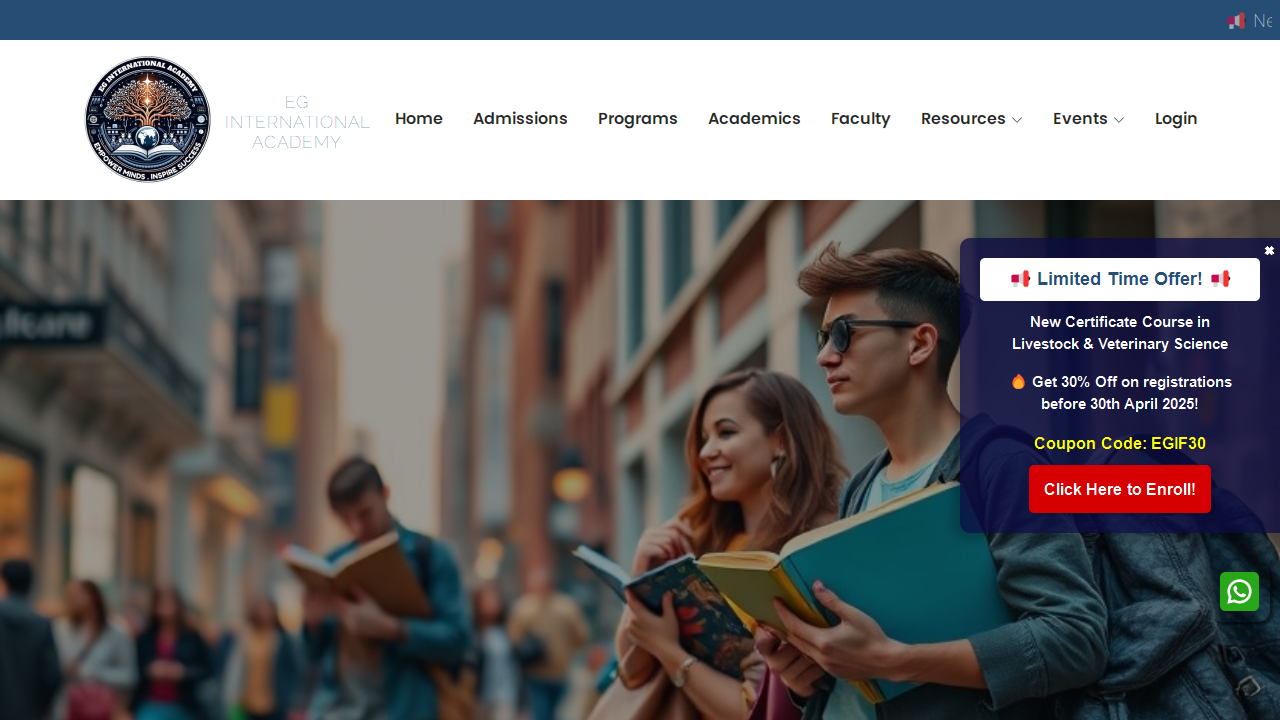 Ne
EG INTERNATIONAL ACADEMY
EMPOWER MINDS . INSPIRE SUCCESS
EG
INTERNATIONAL
ACADEMY
Home Admissions Programs Academics Faculty Resources Events Login
Limited Time Offer!
New Certificate Course in
Livestock & Veterinary Science
Get 30% Off on registrations
before 30th April 2025!
Coupon Code: EGIF30
Click Here to Enroll!